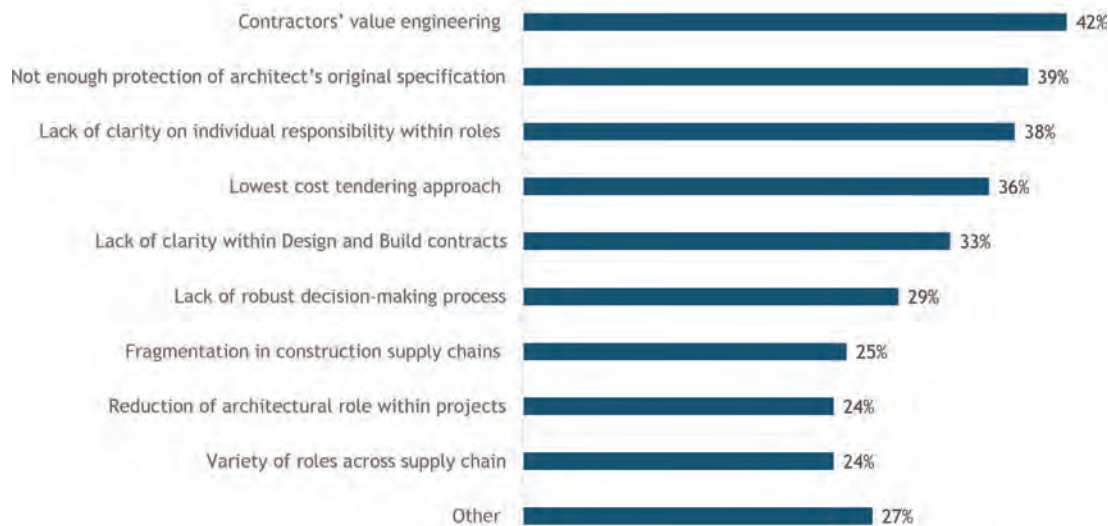 Contractors' value engineering 42%
Not enough protection of architect's original specification 39%
Lack of clarity on individual responsibility within roles 38%
Lowest cost tendering approach 36%
Lack of clarity within Design and Build contracts 33%
Lack of robust decision-making process 29%
Fragmentation in construction supply chains 25%
Reduction of architectural role within projects 24%
Variety of roles across supply chain 24%
Other 27%